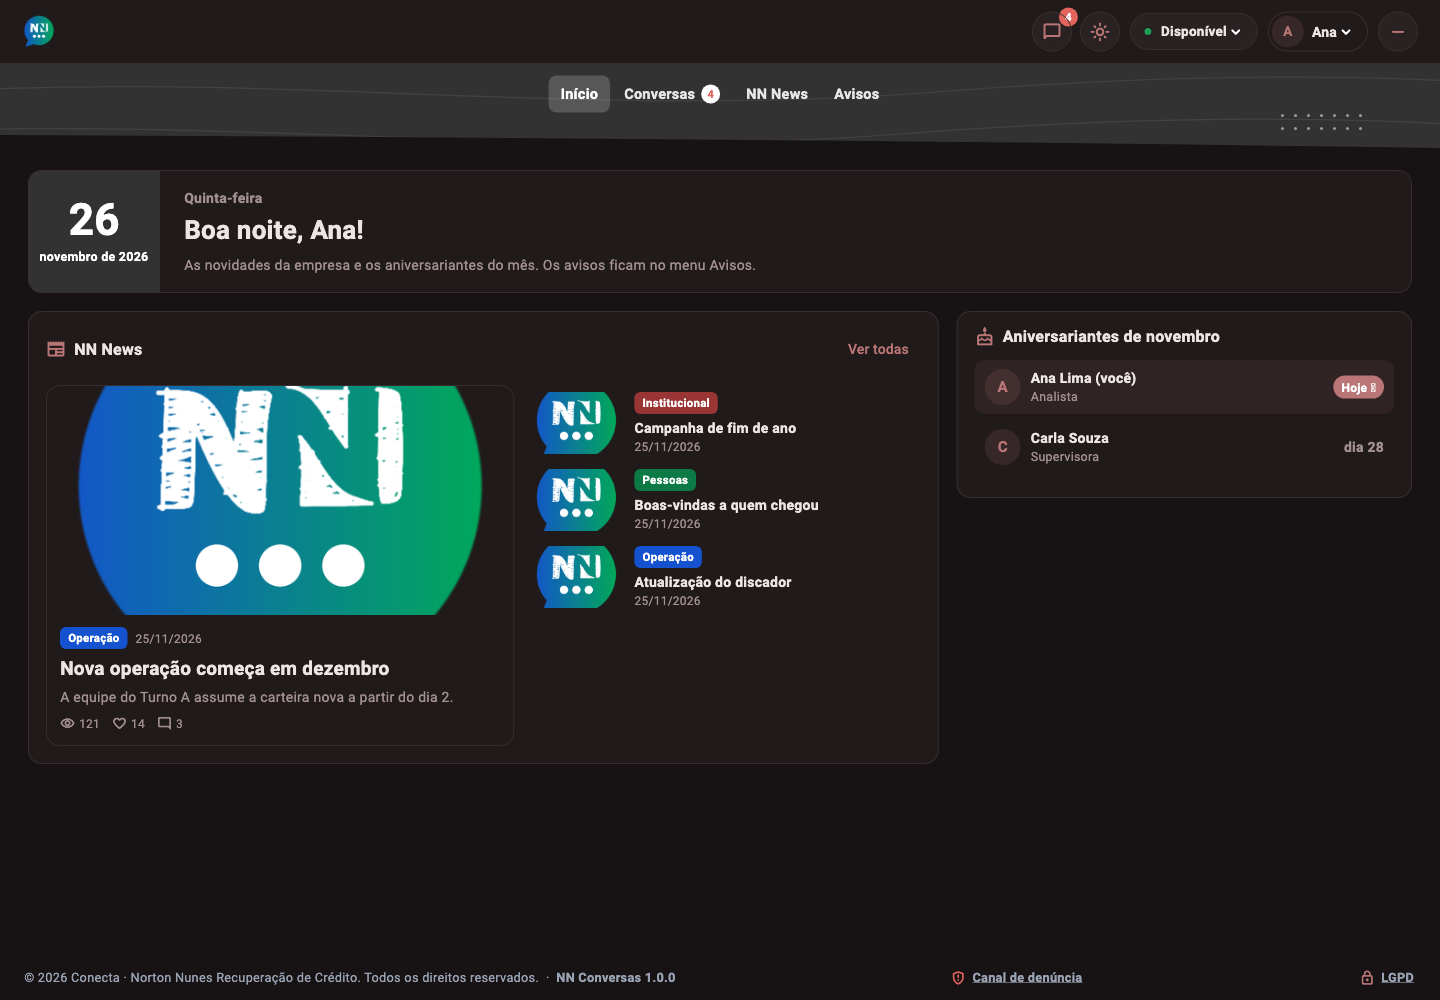 NN
4
Disponível
A
Ana
Início
Conversas 4
NN News
Avisos
26
novembro de 2026
Quinta-feira
Boa noite, Ana!
As novidades da empresa e os aniversariantes do mês. Os avisos ficam no menu Avisos.
NN News
Ver todas
NN
Operação 25/11/2026
Nova operação começa em dezembro
A equipe do Turno A assume a carteira nova a partir do dia 2.
121 14 3
NN
Institucional
Campanha de fim de ano
25/11/2026
NN
Pessoas
Boas-vindas a quem chegou
25/11/2026
NN
Operação
Atualização do discador
25/11/2026
Aniversariantes de novembro
A
Ana Lima (você)
Analista
Hoje
C
Carla Souza
Supervisora
dia 28
© 2026 Conecta · Norton Nunes Recuperação de Crédito. Todos os direitos reservados. · NN Conversas 1.0.0
Canal de denúncia
LGPD